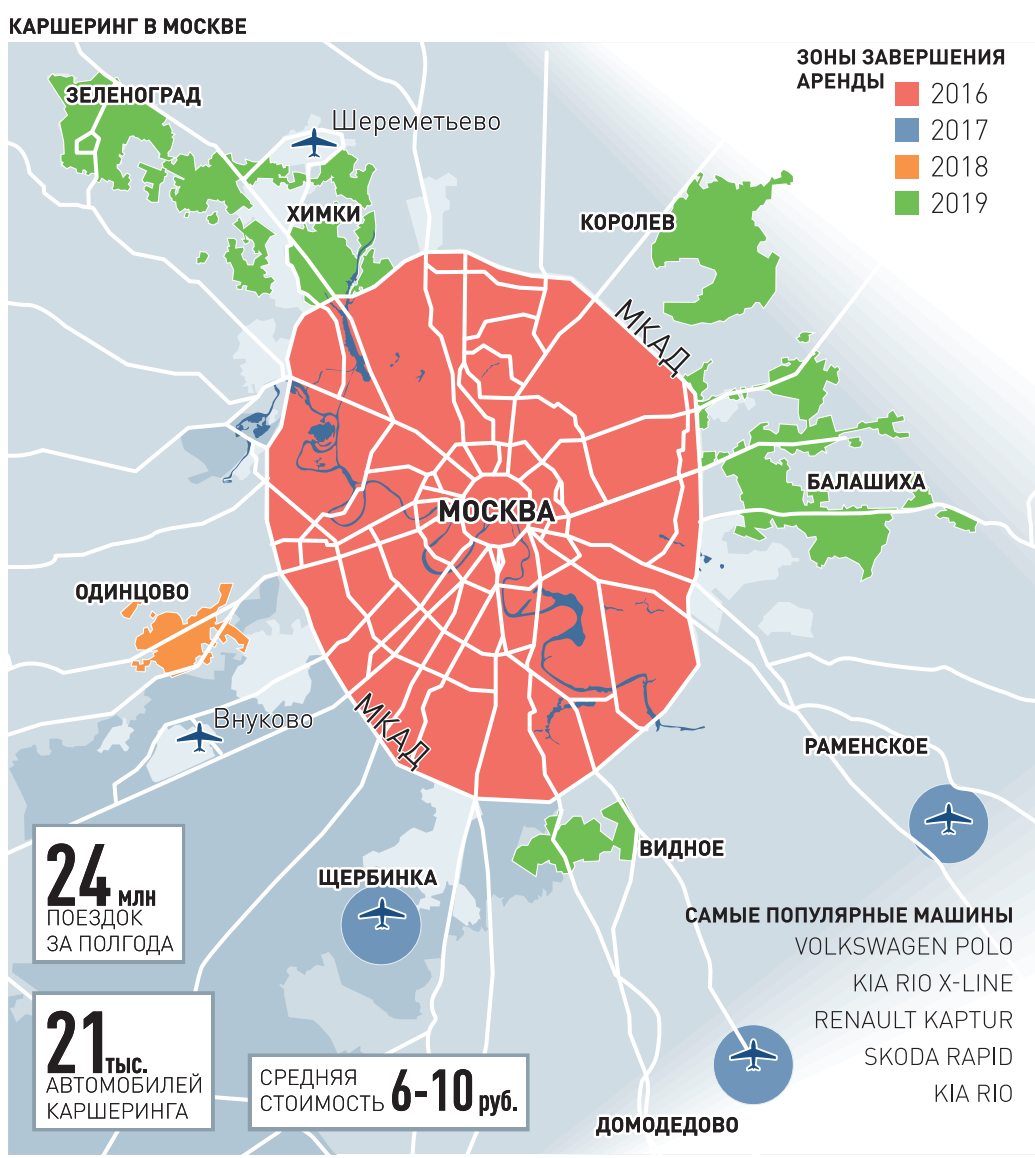 КАРШЕРИНГ В МОСКВЕ
ЗОНЫ ЗАВЕРШЕНИЯ
АРЕНДЫ
2016
2017
2018
2019
ЗЕЛЕНОГРАД
Шереметьево
ХИМКИ
КОРОЛЕВ
МКАД
МОСКВА
БАЛАШИХА
ОДИНЦОВО
Внуково
МКАД
РАМЕНСКОЕ
ВИДНОЕ
ЩЕРБИНКА
24 МЛН
ПОЕЗДОК
ЗА ПОЛГОДА
21 ТЫС.
АВТОМОБИЛЕЙ
КАРШЕРИНГА
СРЕДНЯЯ
СТОИМОСТЬ 6-10 руб.
САМЫЕ ПОПУЛЯРНЫЕ МАШИНЫ
VOLKSWAGEN POLO
KIA RIO X-LINE
RENAULT KAPTUR
SKODA RAPID
KIA RIO
ДОМОДЕДОВО